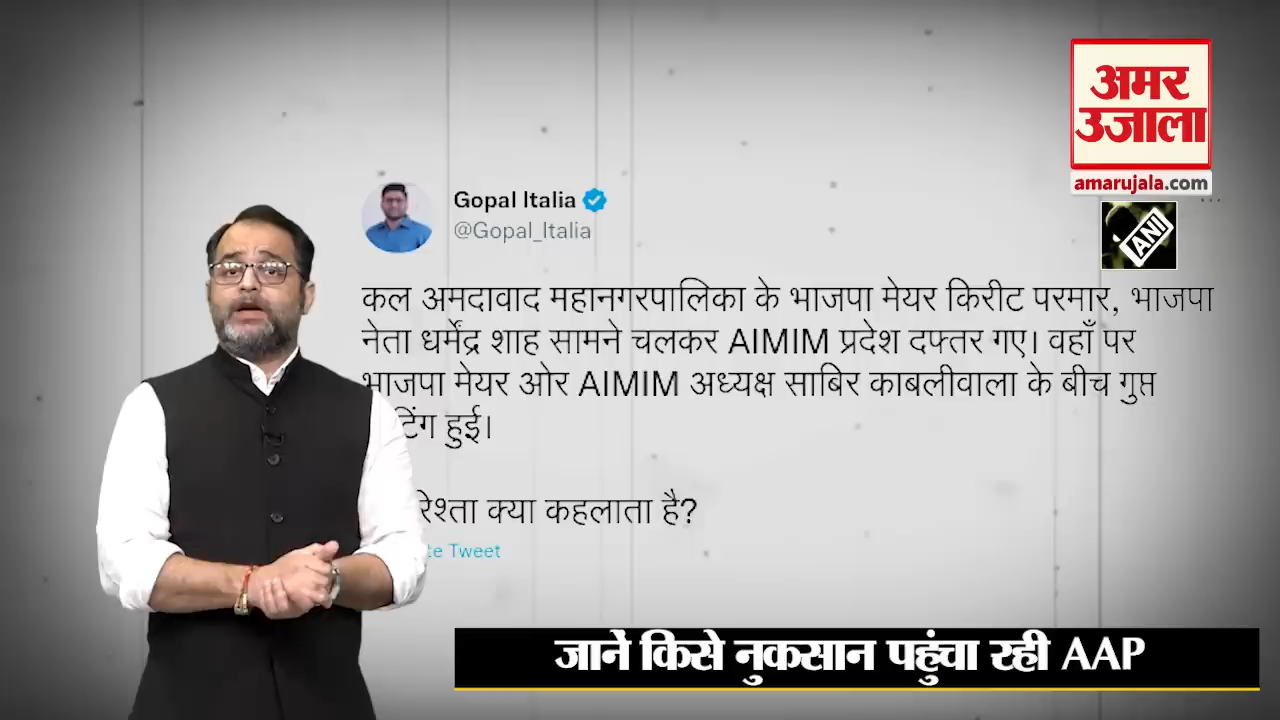 अमर
उजाला
amarujala.com
ANI
Gopal Italia
@Gopal_Italia
कल अमदावाद महानगरपालिका के भाजपा मेयर किरीट परमार, भाजपा
नेता धर्मेंद्र शाह सामने चलकर AIMIM प्रदेश दफ्तर गए। वहाँ पर
भाजपा मेयर ओर AIMIM अध्यक्ष साबिर काबलीवाला के बीच गुप्त
टिंग हुई।
रिश्ता क्या कहलाता है?
te Tweet
जानें किसे नुकसान पहुंचा रही AAP